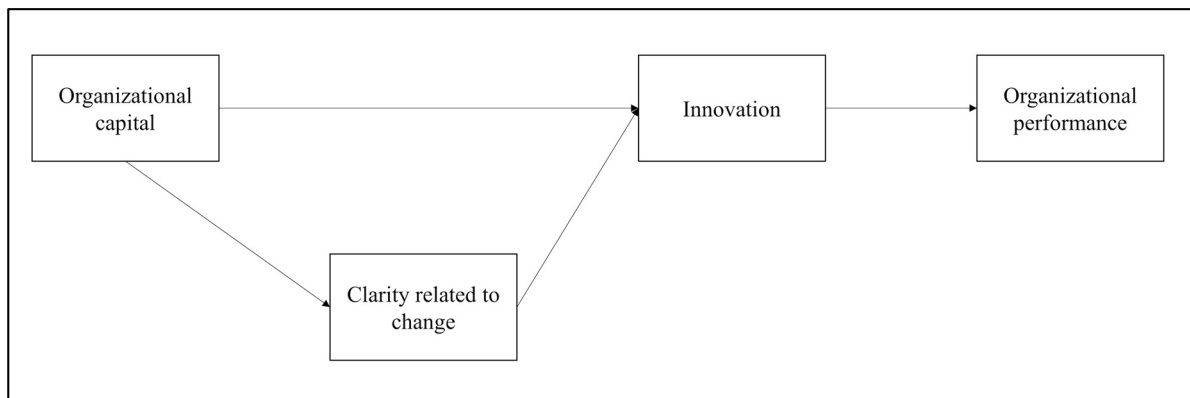 Organizational
capital
Innovation
Organizational
performance
Clarity related to
change